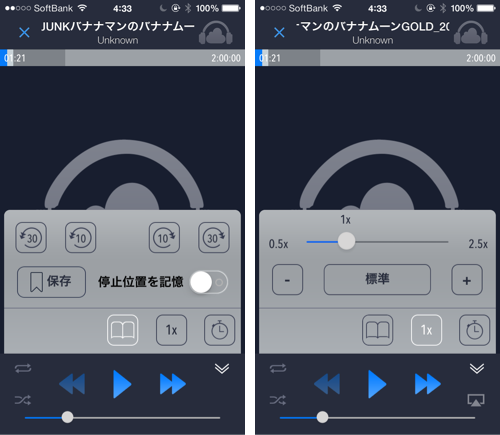 SoftBank 4:33 100%
JUNKバナナマンのバナナムー
Unknown
01:21 2:00:00
30 10 10 30
保存 停止位置を記憶
1x
SoftBank 4:33 100%
マンのバナナムーンGOLD_20
Unknown
01:21 2:00:00
1x
0.5x 2.5x
- 標準 +
1x